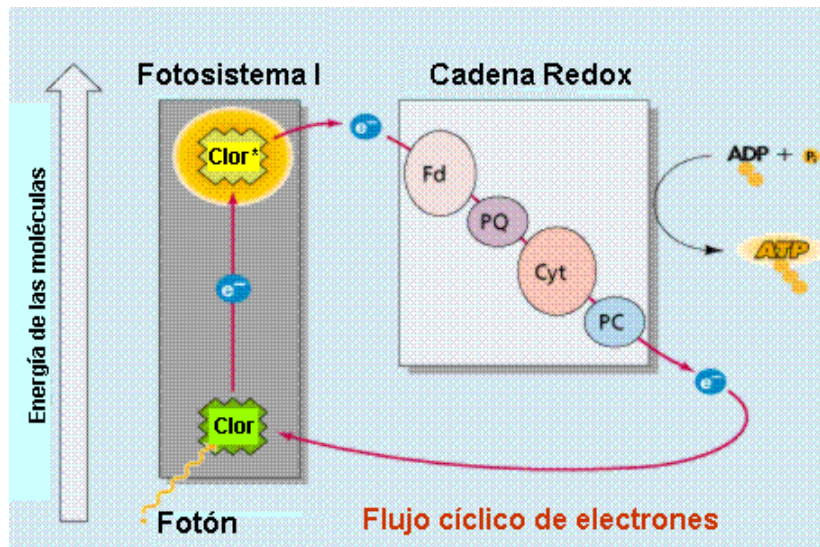 Fotosistema I
Cadena Redox
Energía de las moléculas
Clor*
e⁻
Fd
PQ
Cyt
PC
ADP + Pᵢ
ATP
e⁻
e⁻
Clor
Fotón
Flujo cíclico de electrones